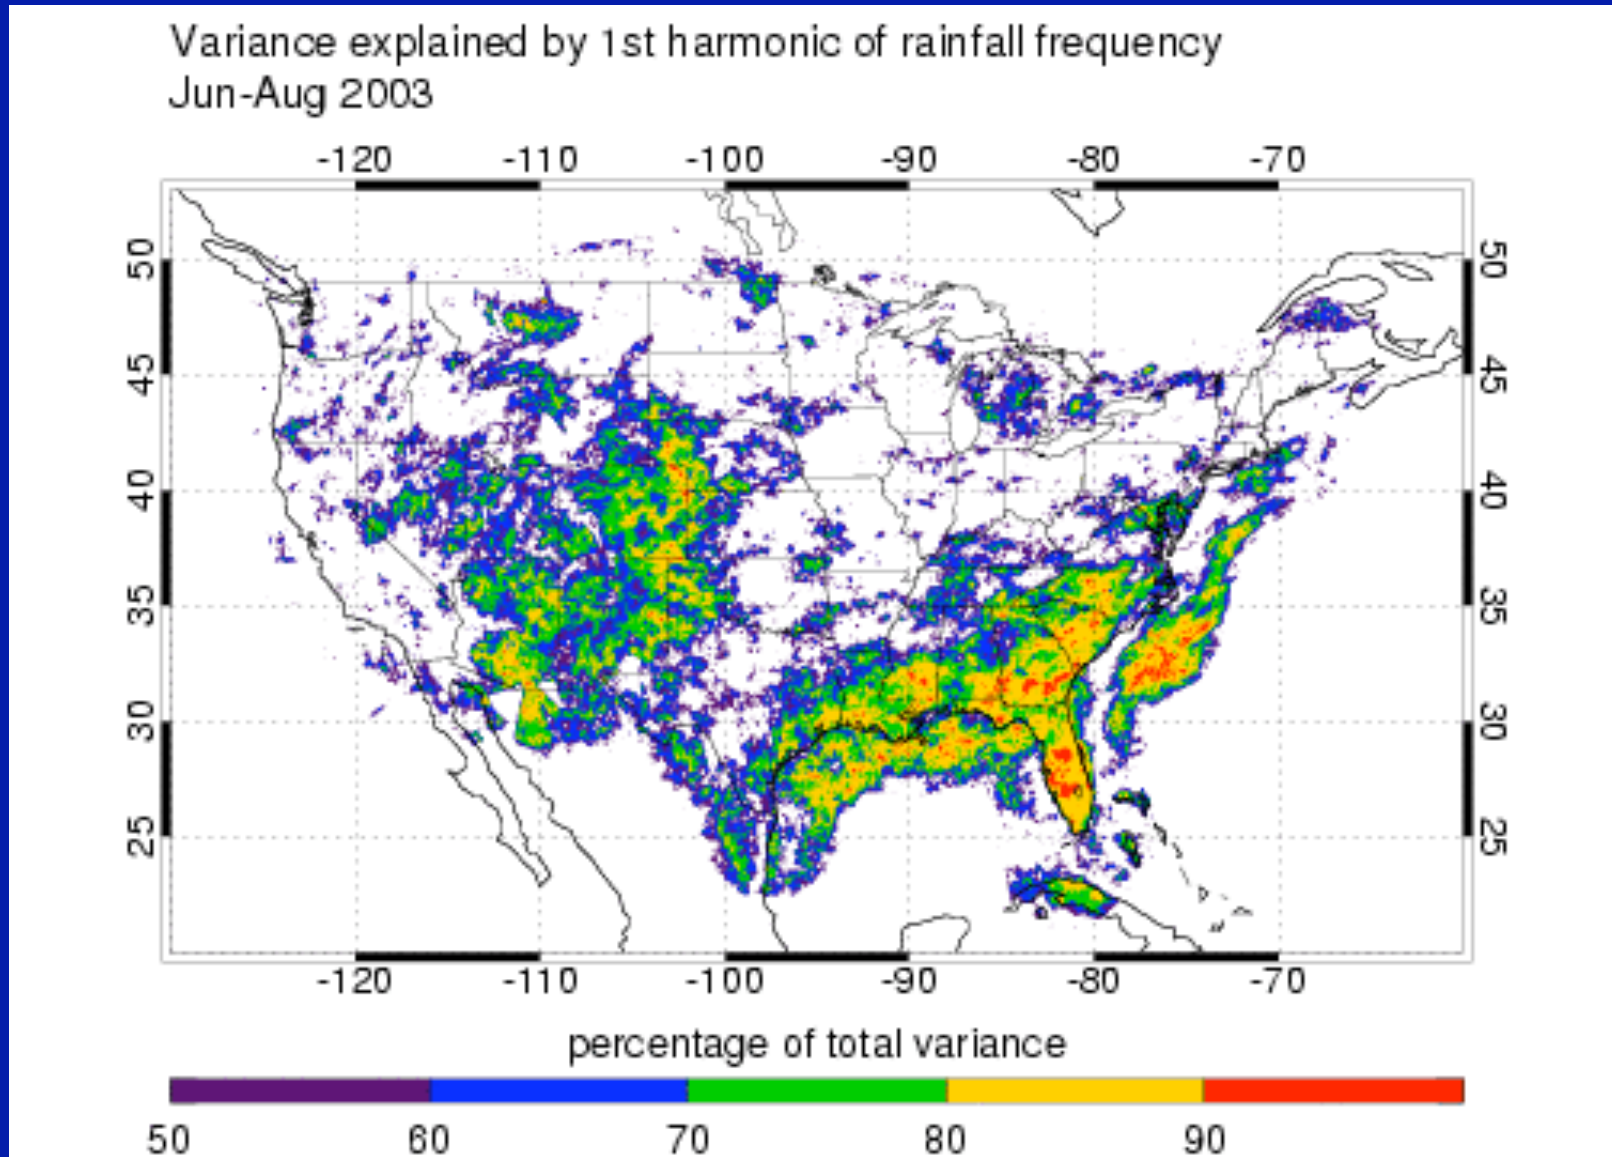 Variance explained by 1st harmonic of rainfall frequency
Jun-Aug 2003
-120 -110 -100 -90 -80 -70
50 50
45 45
40 40
35 35
30 30
25 25
-120 -110 -100 -90 -80 -70
percentage of total variance
50 60 70 80 90